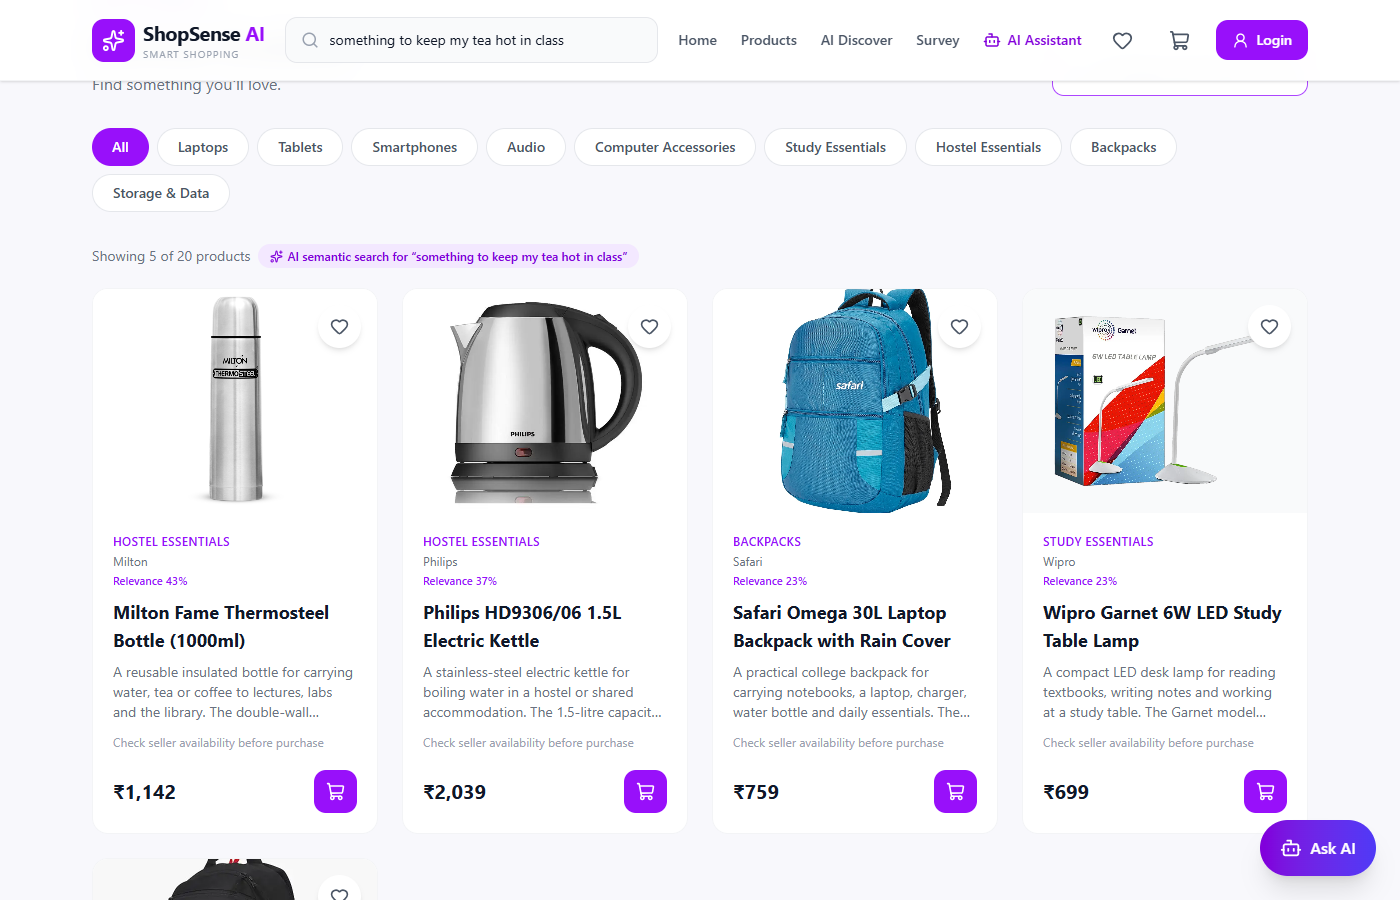 ShopSense AI
SMART SHOPPING
something to keep my tea hot in class
Home
Products
AI Discover
Survey
AI Assistant
Login
Find something you'll love.
All
Laptops
Tablets
Smartphones
Audio
Computer Accessories
Study Essentials
Hostel Essentials
Backpacks
Storage & Data
Showing 5 of 20 products
AI semantic search for “something to keep my tea hot in class”
MILTON
THERMOSTEEL
HOSTEL ESSENTIALS
Milton
Relevance 43%
Milton Fame Thermosteel
Bottle (1000ml)
A reusable insulated bottle for carrying
water, tea or coffee to lectures, labs
and the library. The double-wall...
Check seller availability before purchase
₹1,142
PHILIPS
HOSTEL ESSENTIALS
Philips
Relevance 37%
Philips HD9306/06 1.5L
Electric Kettle
A stainless-steel electric kettle for
boiling water in a hostel or shared
accommodation. The 1.5-litre capacit...
Check seller availability before purchase
₹2,039
safari
BACKPACKS
Safari
Relevance 23%
Safari Omega 30L Laptop
Backpack with Rain Cover
A practical college backpack for
carrying notebooks, a laptop, charger,
water bottle and daily essentials. The...
Check seller availability before purchase
₹759
wipro Garnet
6W LED TABLE LAMP
STUDY ESSENTIALS
Wipro
Relevance 23%
Wipro Garnet 6W LED Study
Table Lamp
A compact LED desk lamp for reading
textbooks, writing notes and working
at a study table. The Garnet model...
Check seller availability before purchase
₹699
Ask AI